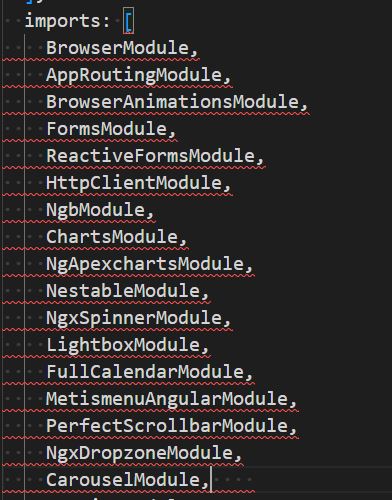 imports: [
BrowserModule,
AppRoutingModule,
BrowserAnimationsModule,
FormsModule,
ReactiveFormsModule,
HttpClientModule,
NgbModule,
ChartsModule,
NgApexchartsModule,
NestableModule,
NgxSpinnerModule,
LightboxModule,
FullCalendarModule,
MetismenuAngularModule,
PerfectScrollbarModule,
NgxDropzoneModule,
CarouselModule,